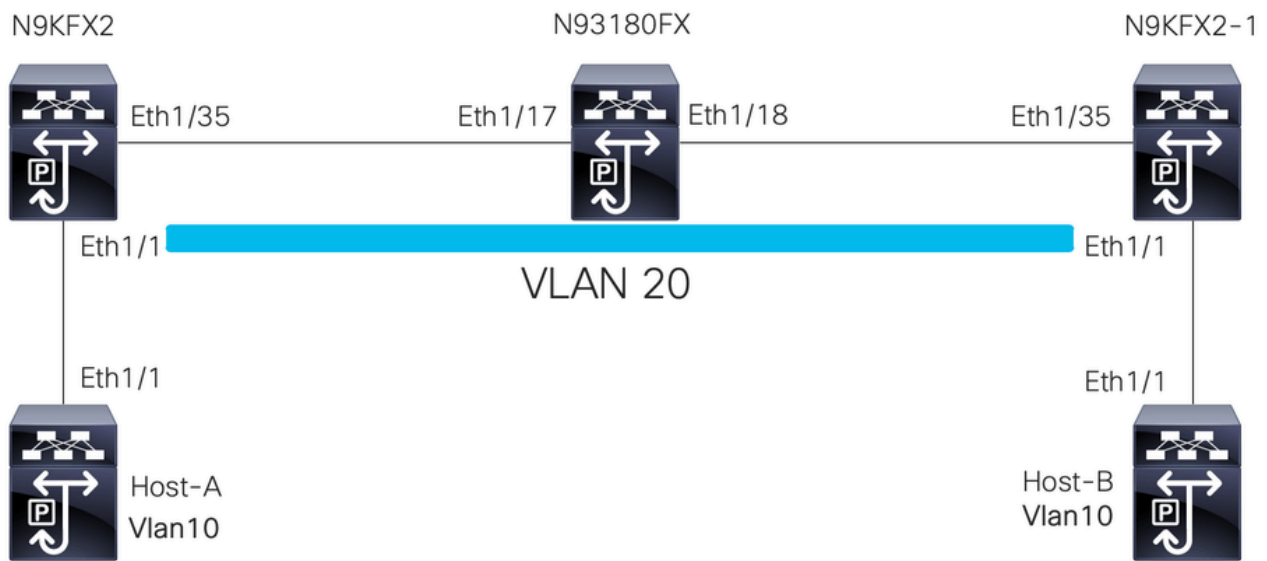 N9KFX2
N93180FX
N9KFX2-1
Eth1/35
Eth1/17
Eth1/18
Eth1/35
P
P
P
Eth1/1
Eth1/1
VLAN 20
Eth1/1
Eth1/1
Host-A
Vlan10
P
Host-B
Vlan10
P